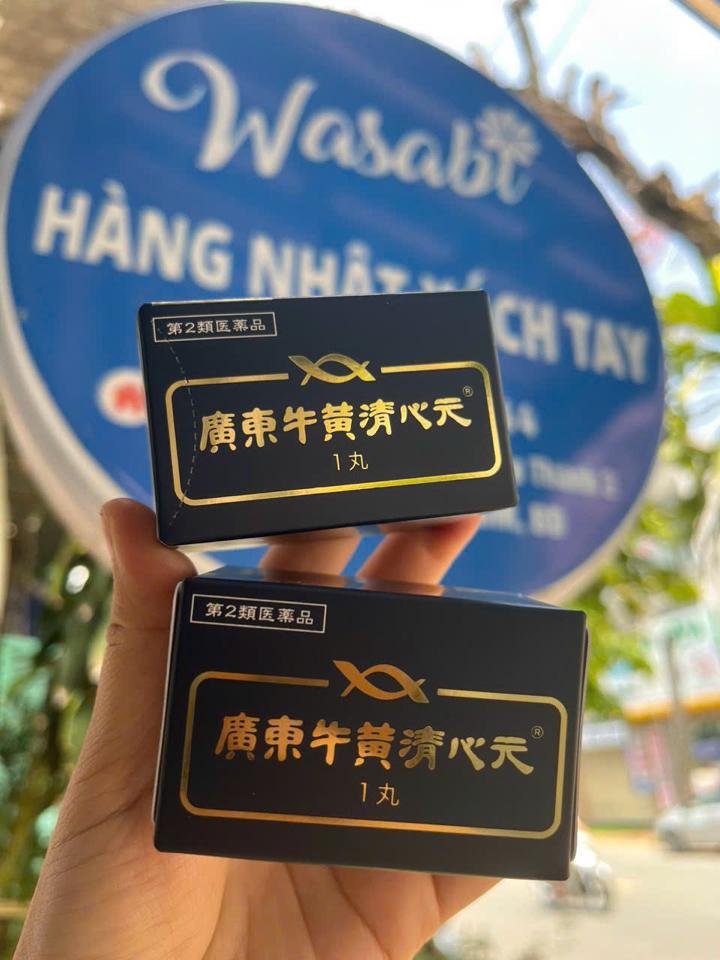 Wasabi
HÀNG NHẬT XÁCH TAY
第2類医薬品
廣東牛黄清心元®
1丸
第2類医薬品
廣東牛黄清心元®
1丸